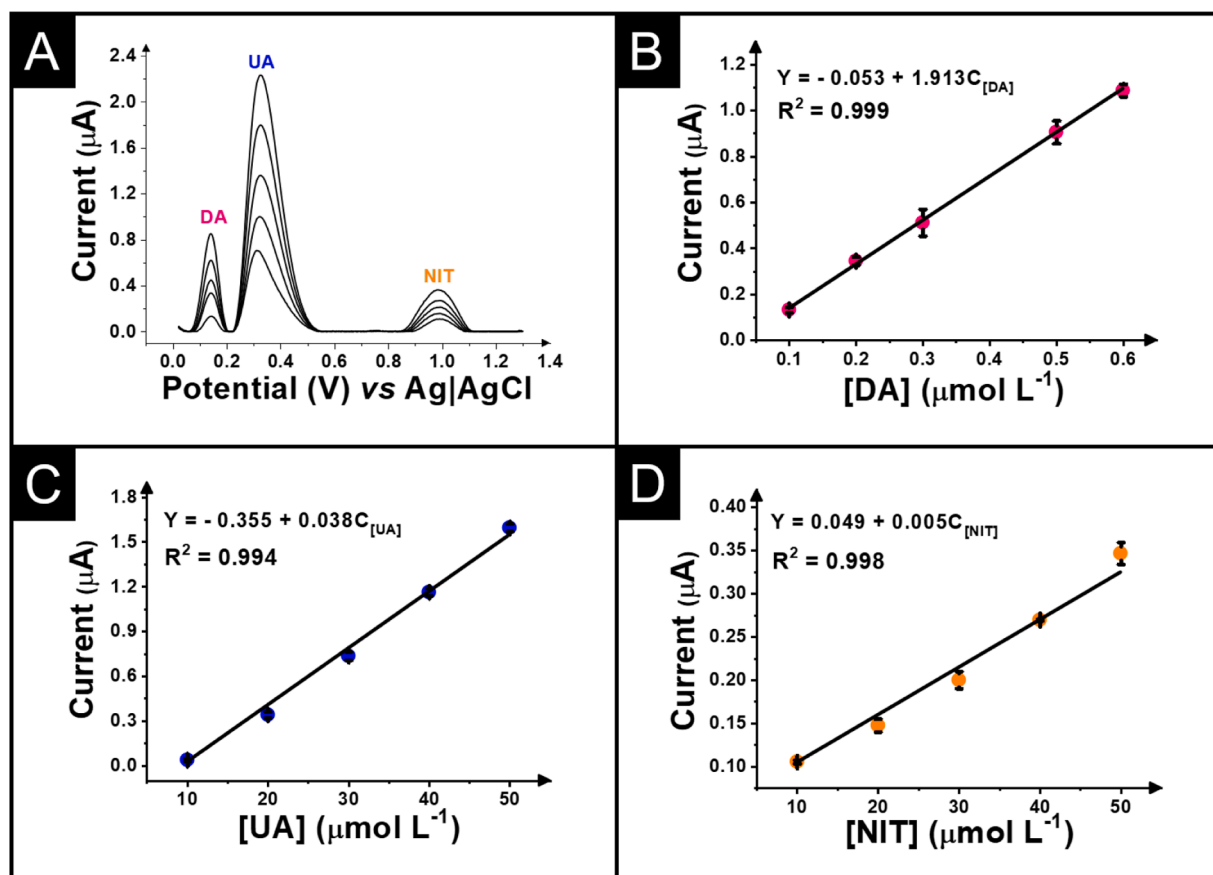 A
Current (μA)
2.4
2.0
1.6
1.2
0.8
0.4
0.0
UA
DA
NIT
0.0 0.2 0.4 0.6 0.8 1.0 1.2 1.4
Potential (V) vs Ag|AgCl
B
Current (μA)
1.2
1.0
0.8
0.6
0.4
0.2
0.0
Y = - 0.053 + 1.913C[DA]
R² = 0.999
0.1 0.2 0.3 0.4 0.5 0.6
[DA] (μmol L⁻¹)
C
Current (μA)
1.8
1.5
1.2
0.9
0.6
0.3
0.0
Y = - 0.355 + 0.038C[UA]
R² = 0.994
10 20 30 40 50
[UA] (μmol L⁻¹)
D
Current (μA)
0.40
0.35
0.30
0.25
0.20
0.15
0.10
Y = 0.049 + 0.005C[NIT]
R² = 0.998
10 20 30 40 50
[NIT] (μmol L⁻¹)